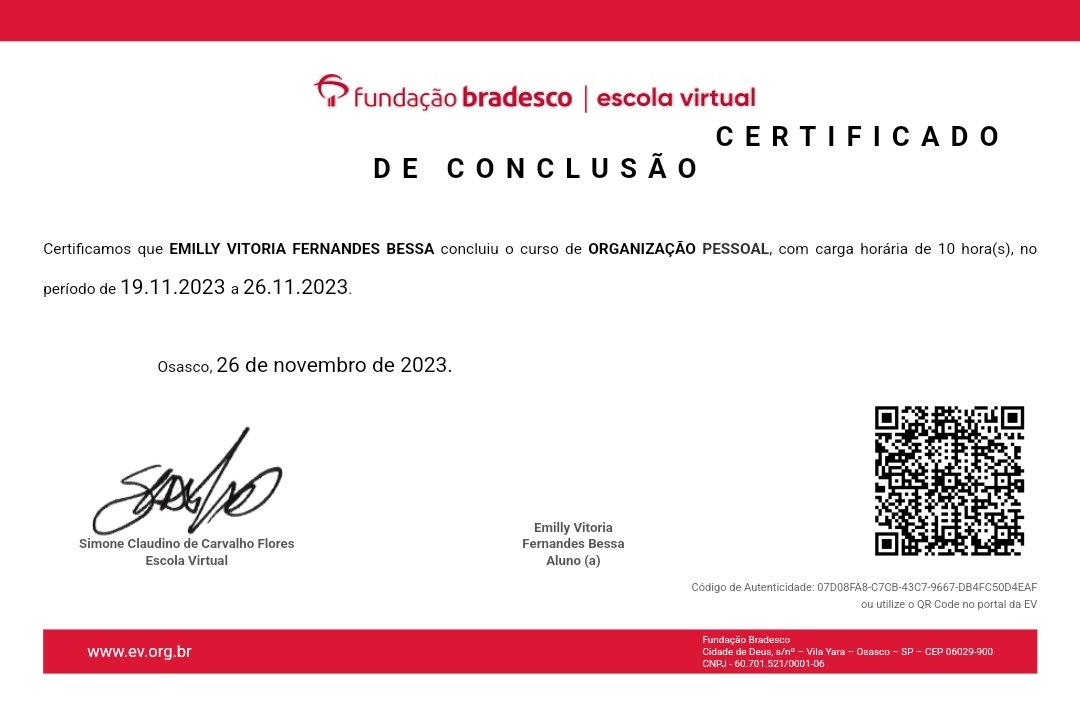 fundação bradesco | escola virtual
CERTIFICADO
DE CONCLUSÃO
Certificamos que EMILLY VITORIA FERNANDES BESSA concluiu o curso de ORGANIZAÇÃO PESSOAL, com carga horária de 10 hora(s), no
período de 19.11.2023 a 26.11.2023.
Osasco, 26 de novembro de 2023.
Simone Claudino de Carvalho Flores
Escola Virtual
Emilly Vitoria
Fernandes Bessa
Aluno (a)
Código de Autenticidade: 07D08FA8-C7CB-43C7-9667-DB4FC50D4EAF
ou utilize o QR Code no portal da EV
www.ev.org.br
Fundação Bradesco
Cidade de Deus, s/nº – Vila Yara – Osasco – SP – CEP 06029-900
CNPJ - 60.701.521/0001-06